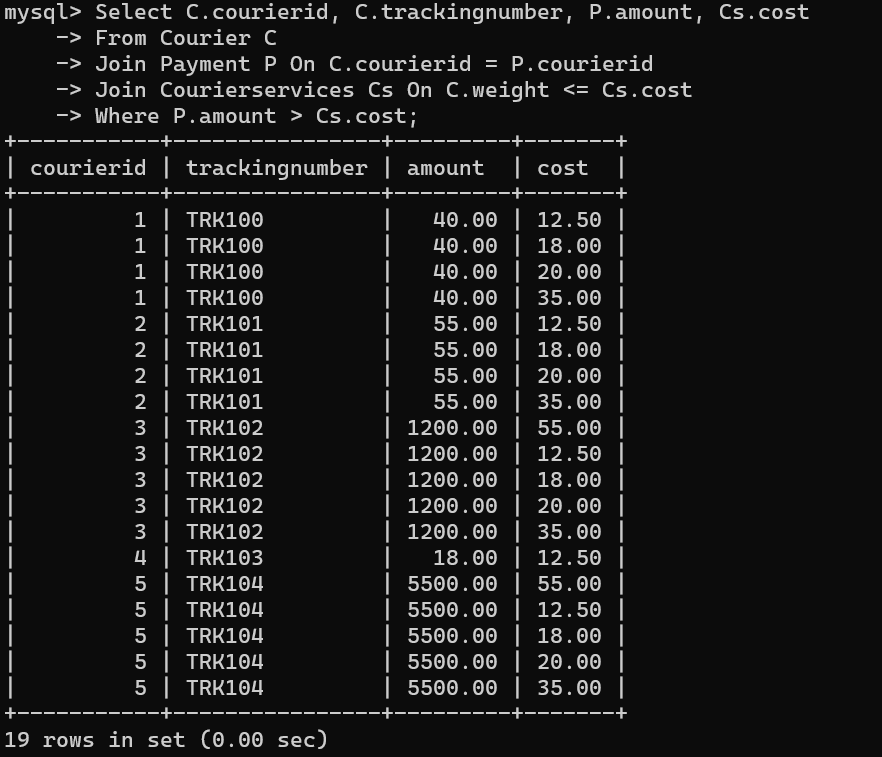 mysql> Select C.courierid, C.trackingnumber, P.amount, Cs.cost
    -> From Courier C
    -> Join Payment P On C.courierid = P.courierid
    -> Join Courierservices Cs On C.weight <= Cs.cost
    -> Where P.amount > Cs.cost;
+-----------+----------------+---------+-------+
| courierid | trackingnumber | amount  | cost  |
+-----------+----------------+---------+-------+
|         1 | TRK100         |   40.00 | 12.50 |
|         1 | TRK100         |   40.00 | 18.00 |
|         1 | TRK100         |   40.00 | 20.00 |
|         1 | TRK100         |   40.00 | 35.00 |
|         2 | TRK101         |   55.00 | 12.50 |
|         2 | TRK101         |   55.00 | 18.00 |
|         2 | TRK101         |   55.00 | 20.00 |
|         2 | TRK101         |   55.00 | 35.00 |
|         3 | TRK102         | 1200.00 | 55.00 |
|         3 | TRK102         | 1200.00 | 12.50 |
|         3 | TRK102         | 1200.00 | 18.00 |
|         3 | TRK102         | 1200.00 | 20.00 |
|         3 | TRK102         | 1200.00 | 35.00 |
|         4 | TRK103         |   18.00 | 12.50 |
|         5 | TRK104         | 5500.00 | 55.00 |
|         5 | TRK104         | 5500.00 | 12.50 |
|         5 | TRK104         | 5500.00 | 18.00 |
|         5 | TRK104         | 5500.00 | 20.00 |
|         5 | TRK104         | 5500.00 | 35.00 |
+-----------+----------------+---------+-------+
19 rows in set (0.00 sec)